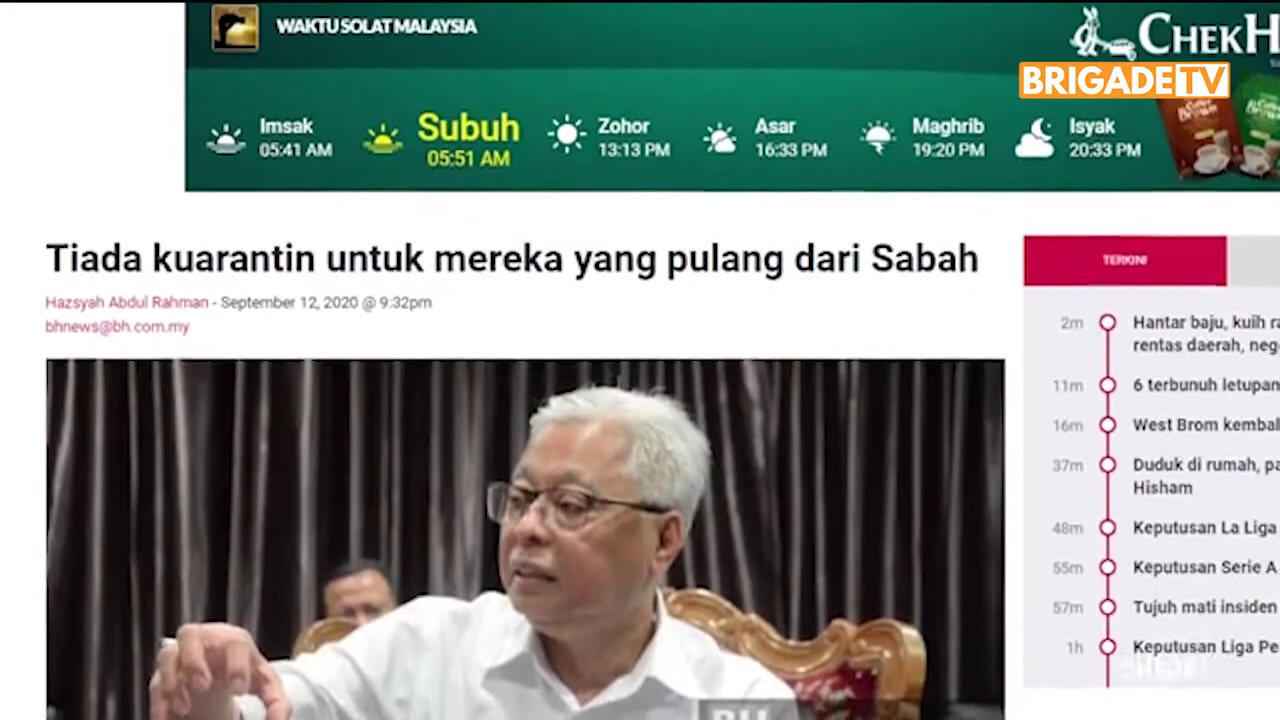 WAKTU SOLAT MALAYSIA
CHEKH
BRIGADE TV
Imsak
05:41 AM
Subuh
05:51 AM
Zohor
13:13 PM
Asar
16:33 PM
Maghrib
19:20 PM
Isyak
20:33 PM
Tiada kuarantin untuk mereka yang pulang dari Sabah
Hazsyah Abdul Rahman - September 12, 2020 @ 9:32pm
bhnews@bh.com.my
TERKINI
2m
Hantar baju, kuih ra
rentas daerah, neg
11m
6 terbunuh letupan
16m
West Brom kembal
37m
Duduk di rumah, pa
Hisham
48m
Keputusan La Liga
55m
Keputusan Serie A
57m
Tujuh mati insiden
1h
Keputusan Liga Pe
BH